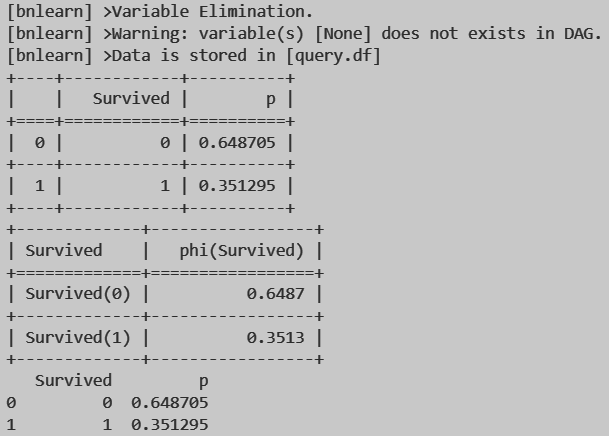 [bnlearn] >Variable Elimination.
[bnlearn] >Warning: variable(s) [None] does not exists in DAG.
[bnlearn] >Data is stored in [query.df]
+----+------------+----------+
|    |   Survived |        p |
+====+============+==========+
|  0 |          0 | 0.648705 |
+----+------------+----------+
|  1 |          1 | 0.351295 |
+----+------------+----------+
+-------------+-----------------+
| Survived    |   phi(Survived) |
+=============+=================+
| Survived(0) |          0.6487 |
+-------------+-----------------+
| Survived(1) |          0.3513 |
+-------------+-----------------+
   Survived         p
0         0  0.648705
1         1  0.351295